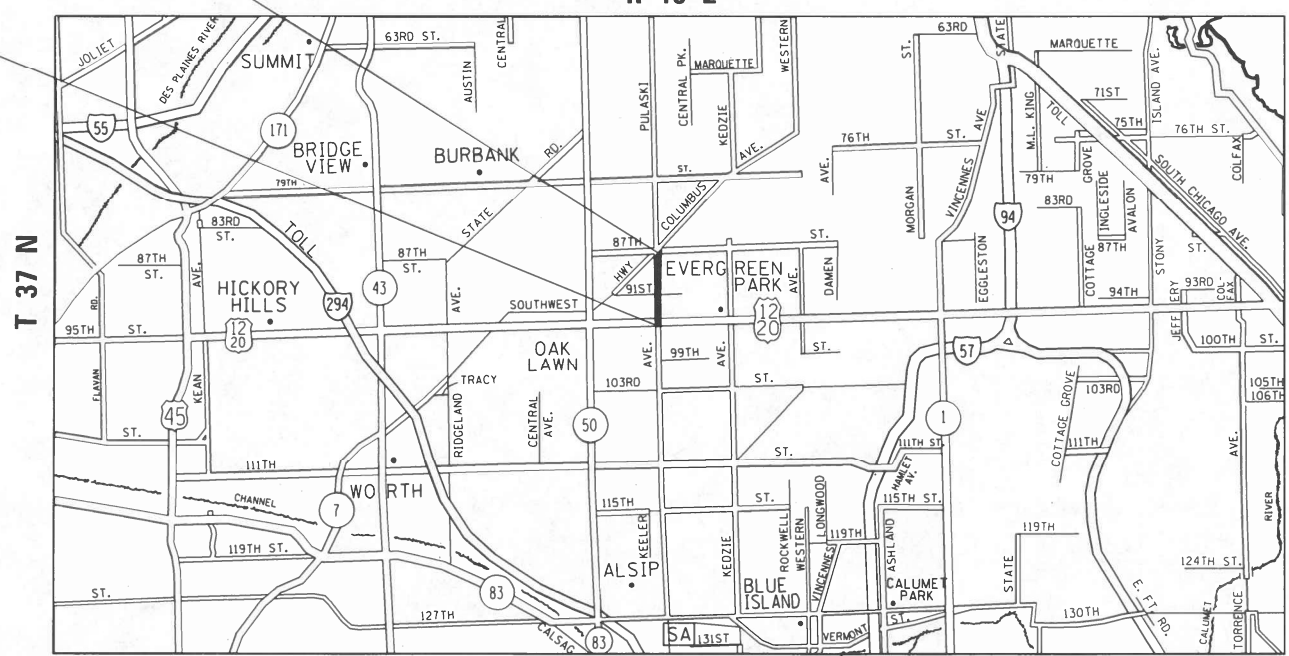 T 37 N
JOLIET
DES PLAINES RIVER
SUMMIT
63RD ST.
AUSTIN
CENTRAL
PULASKI
CENTRAL PK.
MARQUETTE
KEDZIE
WESTERN
AVE.
ST.
63RD
STATE
MARQUETTE
ISLAND AVE.
TOLL
M.L. KING
71ST
75TH
76TH ST.
COLFAX
55
171
BRIDGE
VIEW
BURBANK
RD.
79TH
ST.
COLUMBUS
76TH
ST.
AVE
AVE.
MORGAN
VINCENNES
79TH
GROVE
SOUTH CHICAGO AVE.
83RD
ST.
TOLL
STATE
87TH
ST.
83RD
INGLESIDE
AVALON
87TH
94
ST.
87TH
ST.
AVE.
HICKORY
HILLS
294
43
87TH
ST.
AVE.
HWY
91ST
EVERGREEN
PARK
AVE.
DAMEN
EGGLESTON
COTTAGE
STONY
94TH
JEFFERY
93RD
COL-
FAX
SOUTHWEST
RD.
95TH
ST.
12
20
12
20
OAK
LAWN
AVE.
99TH
AVE.
ST.
57
100TH
ST.
FLAVAN
KEAN
45
TRACY
RIDGELAND
CENTRAL
AVE.
103RD
ST.
50
1
COTTAGE GROVE
103RD
105TH
106TH
ST.
111TH
ST.
111TH ST.
HAMLET
AV.
111TH
AVE.
WORTH
CHANNEL
7
115TH
KEELER
ST.
ROCKWELL
WESTERN
LONGWOOD
VINCENNES
115TH ST.
119TH
ASHLAND
119TH
STATE
RIVER
119TH ST.
ALSIP
KEDZIE
BLUE
ISLAND
CALUMET
PARK
124TH ST.
83
ST.
127TH
CALSAG
83
SA
131ST
VERMONT
ST.
130TH
E. FT.
RD.
CALUMET
TORRENCE